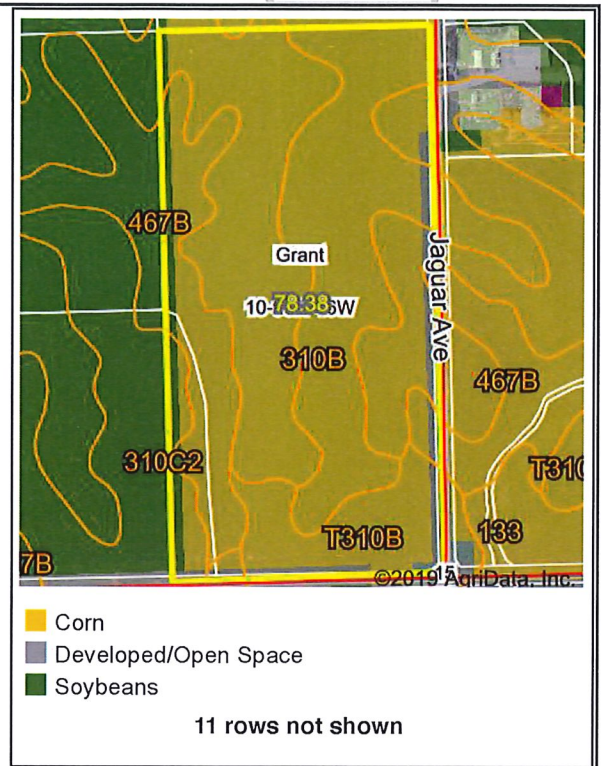 467B
Grant
78.38
310B
Jaguar Ave
467B
310C2
T310
T310B
133
7B
©2019 AgriData, Inc.
Corn
Developed/Open Space
Soybeans
11 rows not shown